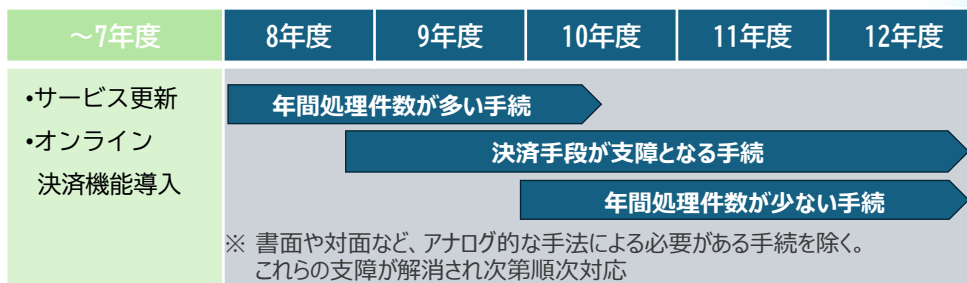 ～7年度 8年度 9年度 10年度 11年度 12年度
•サービス更新
•オンライン
決済機能導入
年間処理件数が多い手続
決済手段が支障となる手続
年間処理件数が少ない手続
※ 書面や対面など、アナログ的な手法による必要がある手続を除く。
これらの支障が解消され次第順次対応